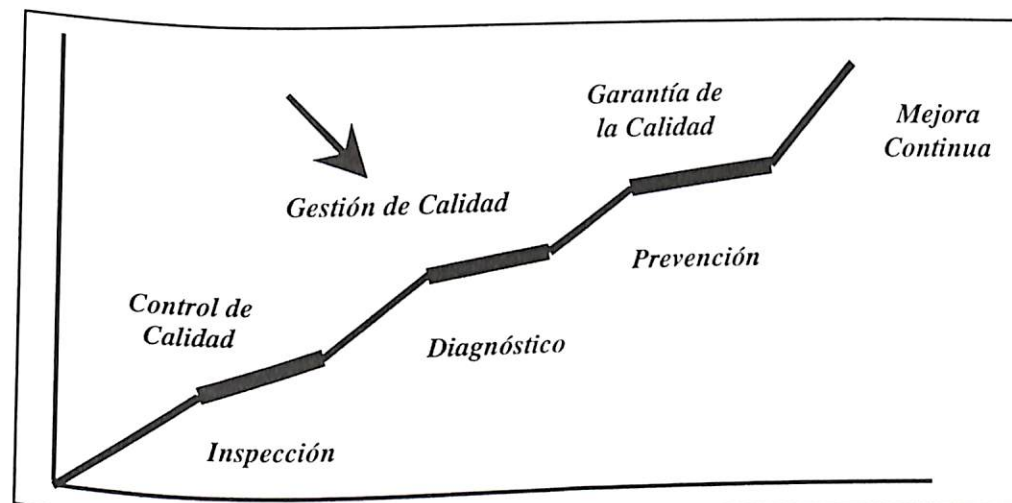 Garantía de
la Calidad
Mejora
Continua
Gestión de Calidad
Prevención
Control de
Calidad
Diagnóstico
Inspección